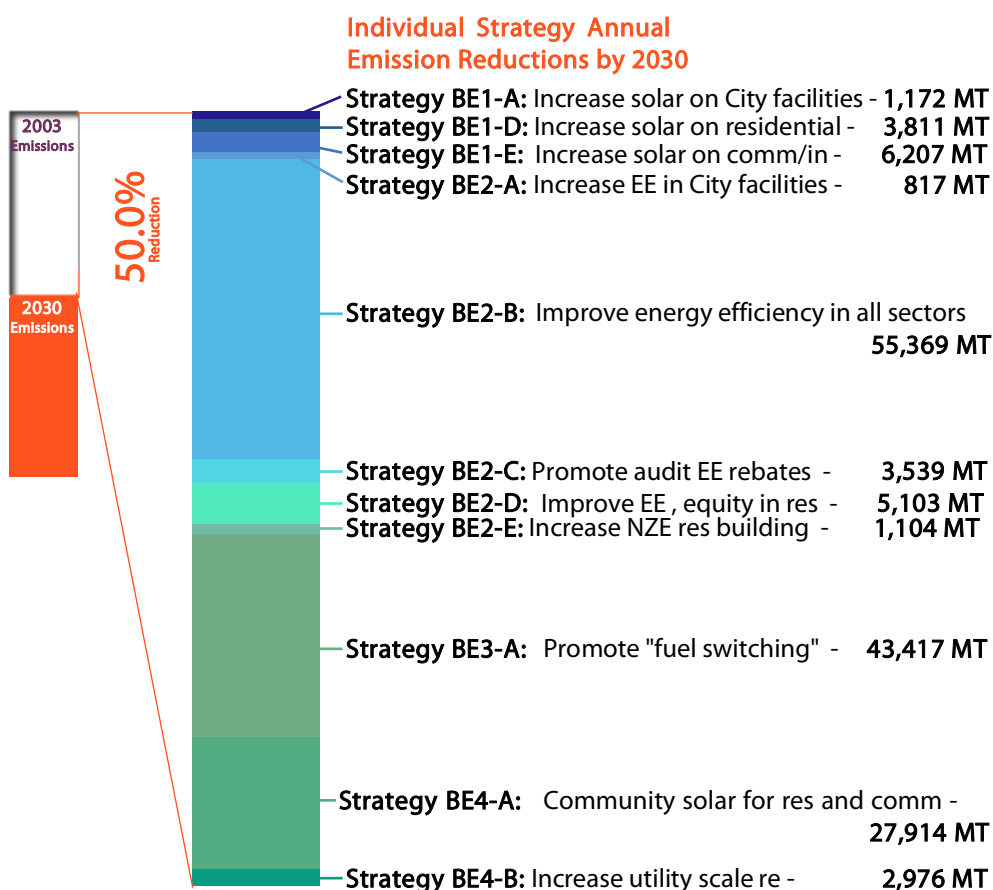 Individual Strategy Annual
Emission Reductions by 2030
2003
Emissions
2030
Emissions
50.0%
Reduction
Strategy BE1-A: Increase solar on City facilities - 1,172 MT
Strategy BE1-D: Increase solar on residential - 3,811 MT
Strategy BE1-E: Increase solar on comm/in - 6,207 MT
Strategy BE2-A: Increase EE in City facilities - 817 MT
Strategy BE2-B: Improve energy efficiency in all sectors
55,369 MT
Strategy BE2-C: Promote audit EE rebates - 3,539 MT
Strategy BE2-D: Improve EE , equity in res - 5,103 MT
Strategy BE2-E: Increase NZE res building - 1,104 MT
Strategy BE3-A: Promote "fuel switching" - 43,417 MT
Strategy BE4-A: Community solar for res and comm -
27,914 MT
Strategy BE4-B: Increase utility scale re - 2,976 MT